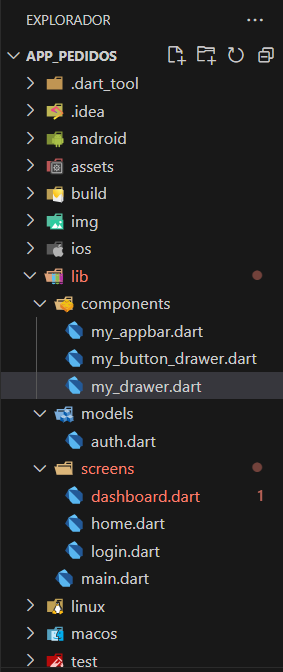 EXPLORADOR
APP_PEDIDOS
.dart_tool
.idea
android
assets
build
img
ios
lib
components
my_appbar.dart
my_button_drawer.dart
my_drawer.dart
models
auth.dart
screens
dashboard.dart 1
home.dart
login.dart
main.dart
linux
macos
test